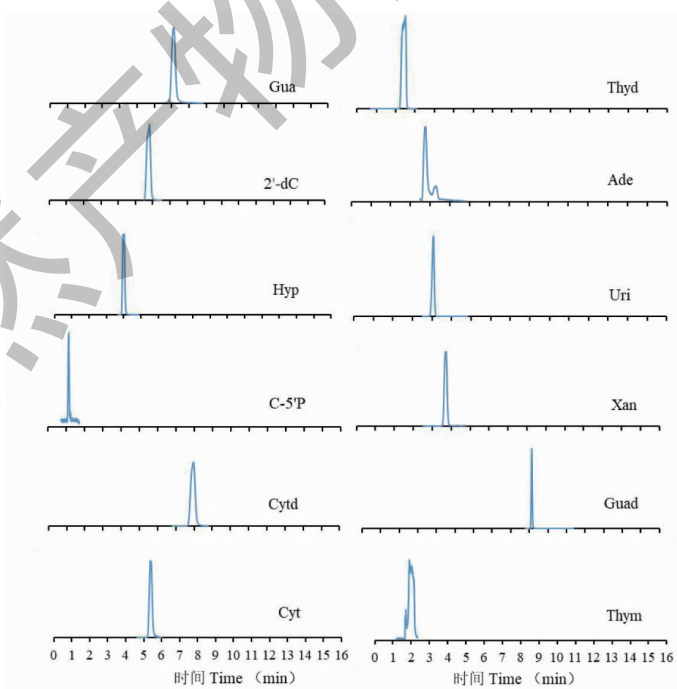 Gua
Thyd
2'-dC
Ade
Hyp
Uri
C-5'P
Xan
Cytd
Guad
Cyt
Thym
0 1 2 3 4 5 6 7 8 9 10 11 12 13 14 15 16
0 1 2 3 4 5 6 7 8 9 10 11 12 13 14 15 16
时间 Time （min）
时间 Time （min）
产物